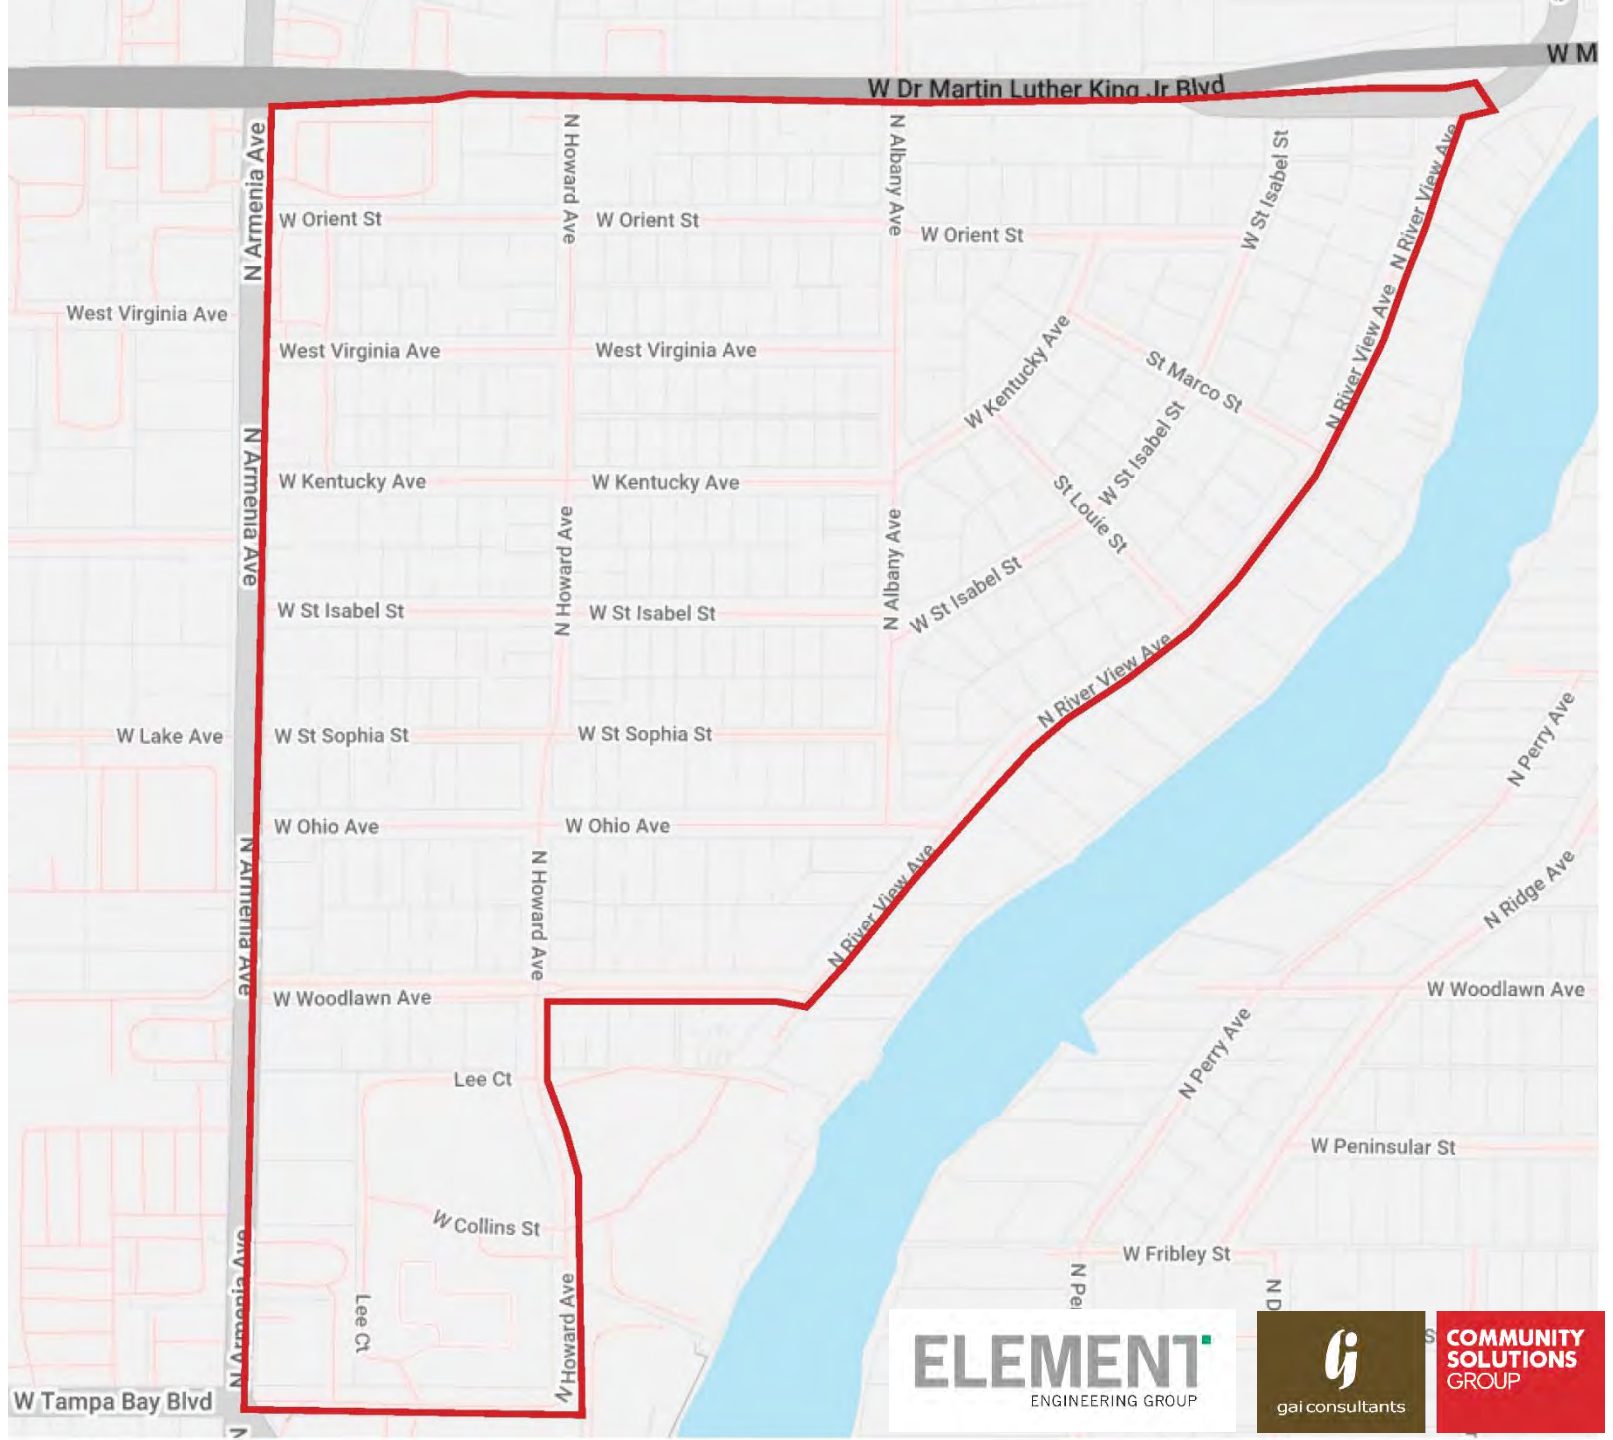 W M
W Dr Martin Luther King Jr Blvd
N Armenia Ave
N Howard Ave
N Albany Ave
W St Isabel St
N River View Ave
W Orient St
W Orient St
W Orient St
West Virginia Ave
N River View Ave
West Virginia Ave
West Virginia Ave
W Kentucky Ave
St Marco St
N Armenia Ave
W Kentucky Ave
W Kentucky Ave
W St Isabel St
St Louie St
N Howard Ave
N Albany Ave
W St Isabel St
W St Isabel St
W St Isabel St
N River View Ave
W Lake Ave
W St Sophia St
W St Sophia St
N Perry Ave
W Ohio Ave
W Ohio Ave
N Armenia Ave
N Howard Ave
N River View Ave
N Ridge Ave
W Woodlawn Ave
W Woodlawn Ave
N Perry Ave
Lee Ct
W Peninsular St
W Collins St
W Fribley St
N Armenia Ave
Lee Ct
N Howard Ave
N Pe
N D
S
W Tampa Bay Blvd
N
ELEMENT
ENGINEERING GROUP
gai consultants
COMMUNITY
SOLUTIONS
GROUP